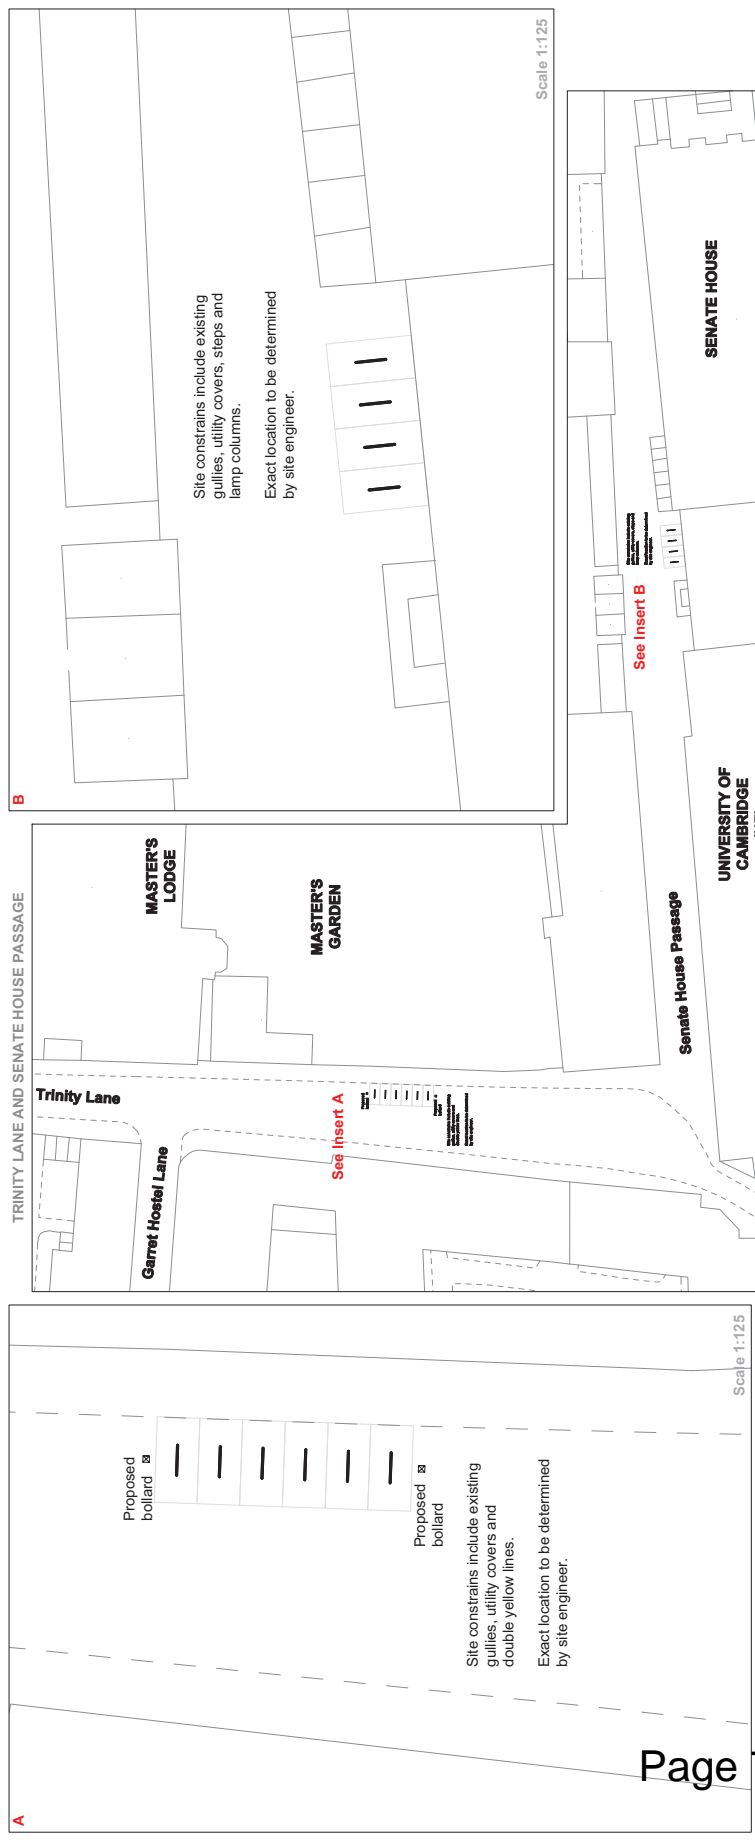 TRINITY LANE AND SENATE HOUSE PASSAGE
A
Proposed
bollard
Proposed
bollard
Site constrains include existing
gullies, utility covers and
double yellow lines.
Exact location to be determined
by site engineer.
Scale 1:125
Trinity Lane
Garret Hostel Lane
MASTER'S
LODGE
MASTER'S
GARDEN
See Insert A
Proposed
bollard
Proposed
bollard
Senate House Passage
UNIVERSITY OF
CAMBRIDGE
See Insert B
SENATE HOUSE
B
Site constrains include existing
gullies, utility covers, steps and
lamp columns.
Exact location to be determined
by site engineer.
Scale 1:125
Page